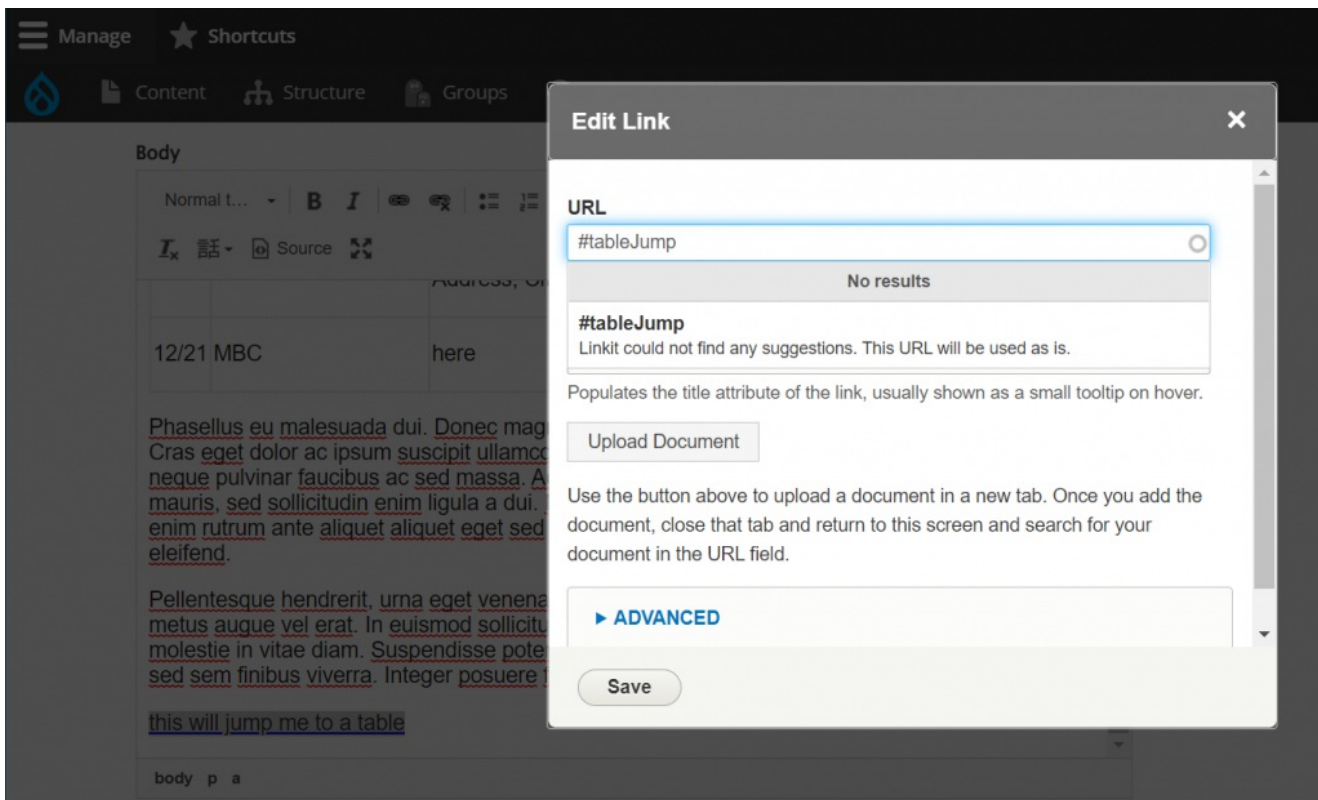 Manage
Shortcuts
Content
Structure
Groups
Body
Normal t...
B I
Source
Address,
12/21 MBC here
Phasellus eu malesuada dui. Donec mag
Cras eget dolor ac ipsum suscipit ullamco
neque pulvinar faucibus ac sed massa. A
mauris, sed sollicitudin enim ligula a dui.
enim rutrum ante aliquet aliquet eget sed
eleifend.
Pellentesque hendrerit, urna eget venena
metus augue vel erat. In euismod sollicitu
molestie in vitae diam. Suspendisse pote
sed sem finibus viverra. Integer posuere
this will jump me to a table
body p a
Edit Link
URL
#tableJump
No results
#tableJump
Linkit could not find any suggestions. This URL will be used as is.
Populates the title attribute of the link, usually shown as a small tooltip on hover.
Upload Document
Use the button above to upload a document in a new tab. Once you add the
document, close that tab and return to this screen and search for your
document in the URL field.
ADVANCED
Save